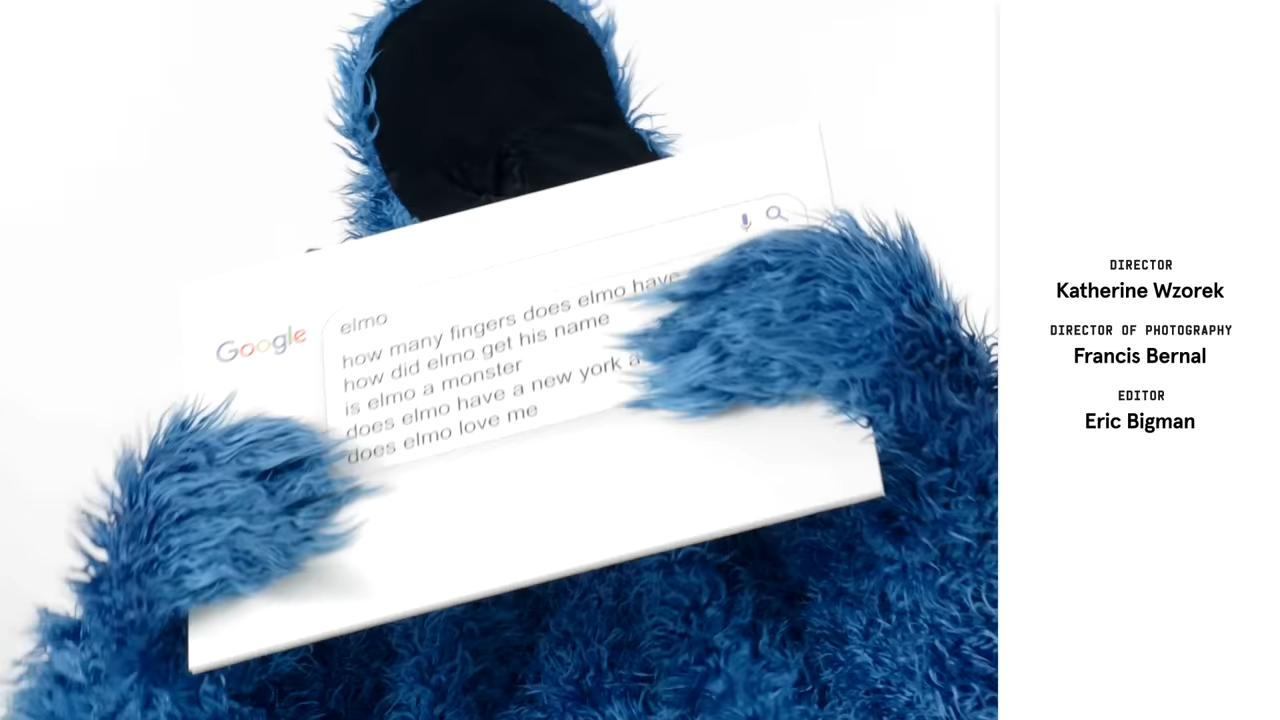 Google
elmo
how many fingers does elmo have
how did elmo get his name
is elmo a monster
does elmo have a new york a
does elmo love me
DIRECTOR
Katherine Wzorek
DIRECTOR OF PHOTOGRAPHY
Francis Bernal
EDITOR
Eric Bigman